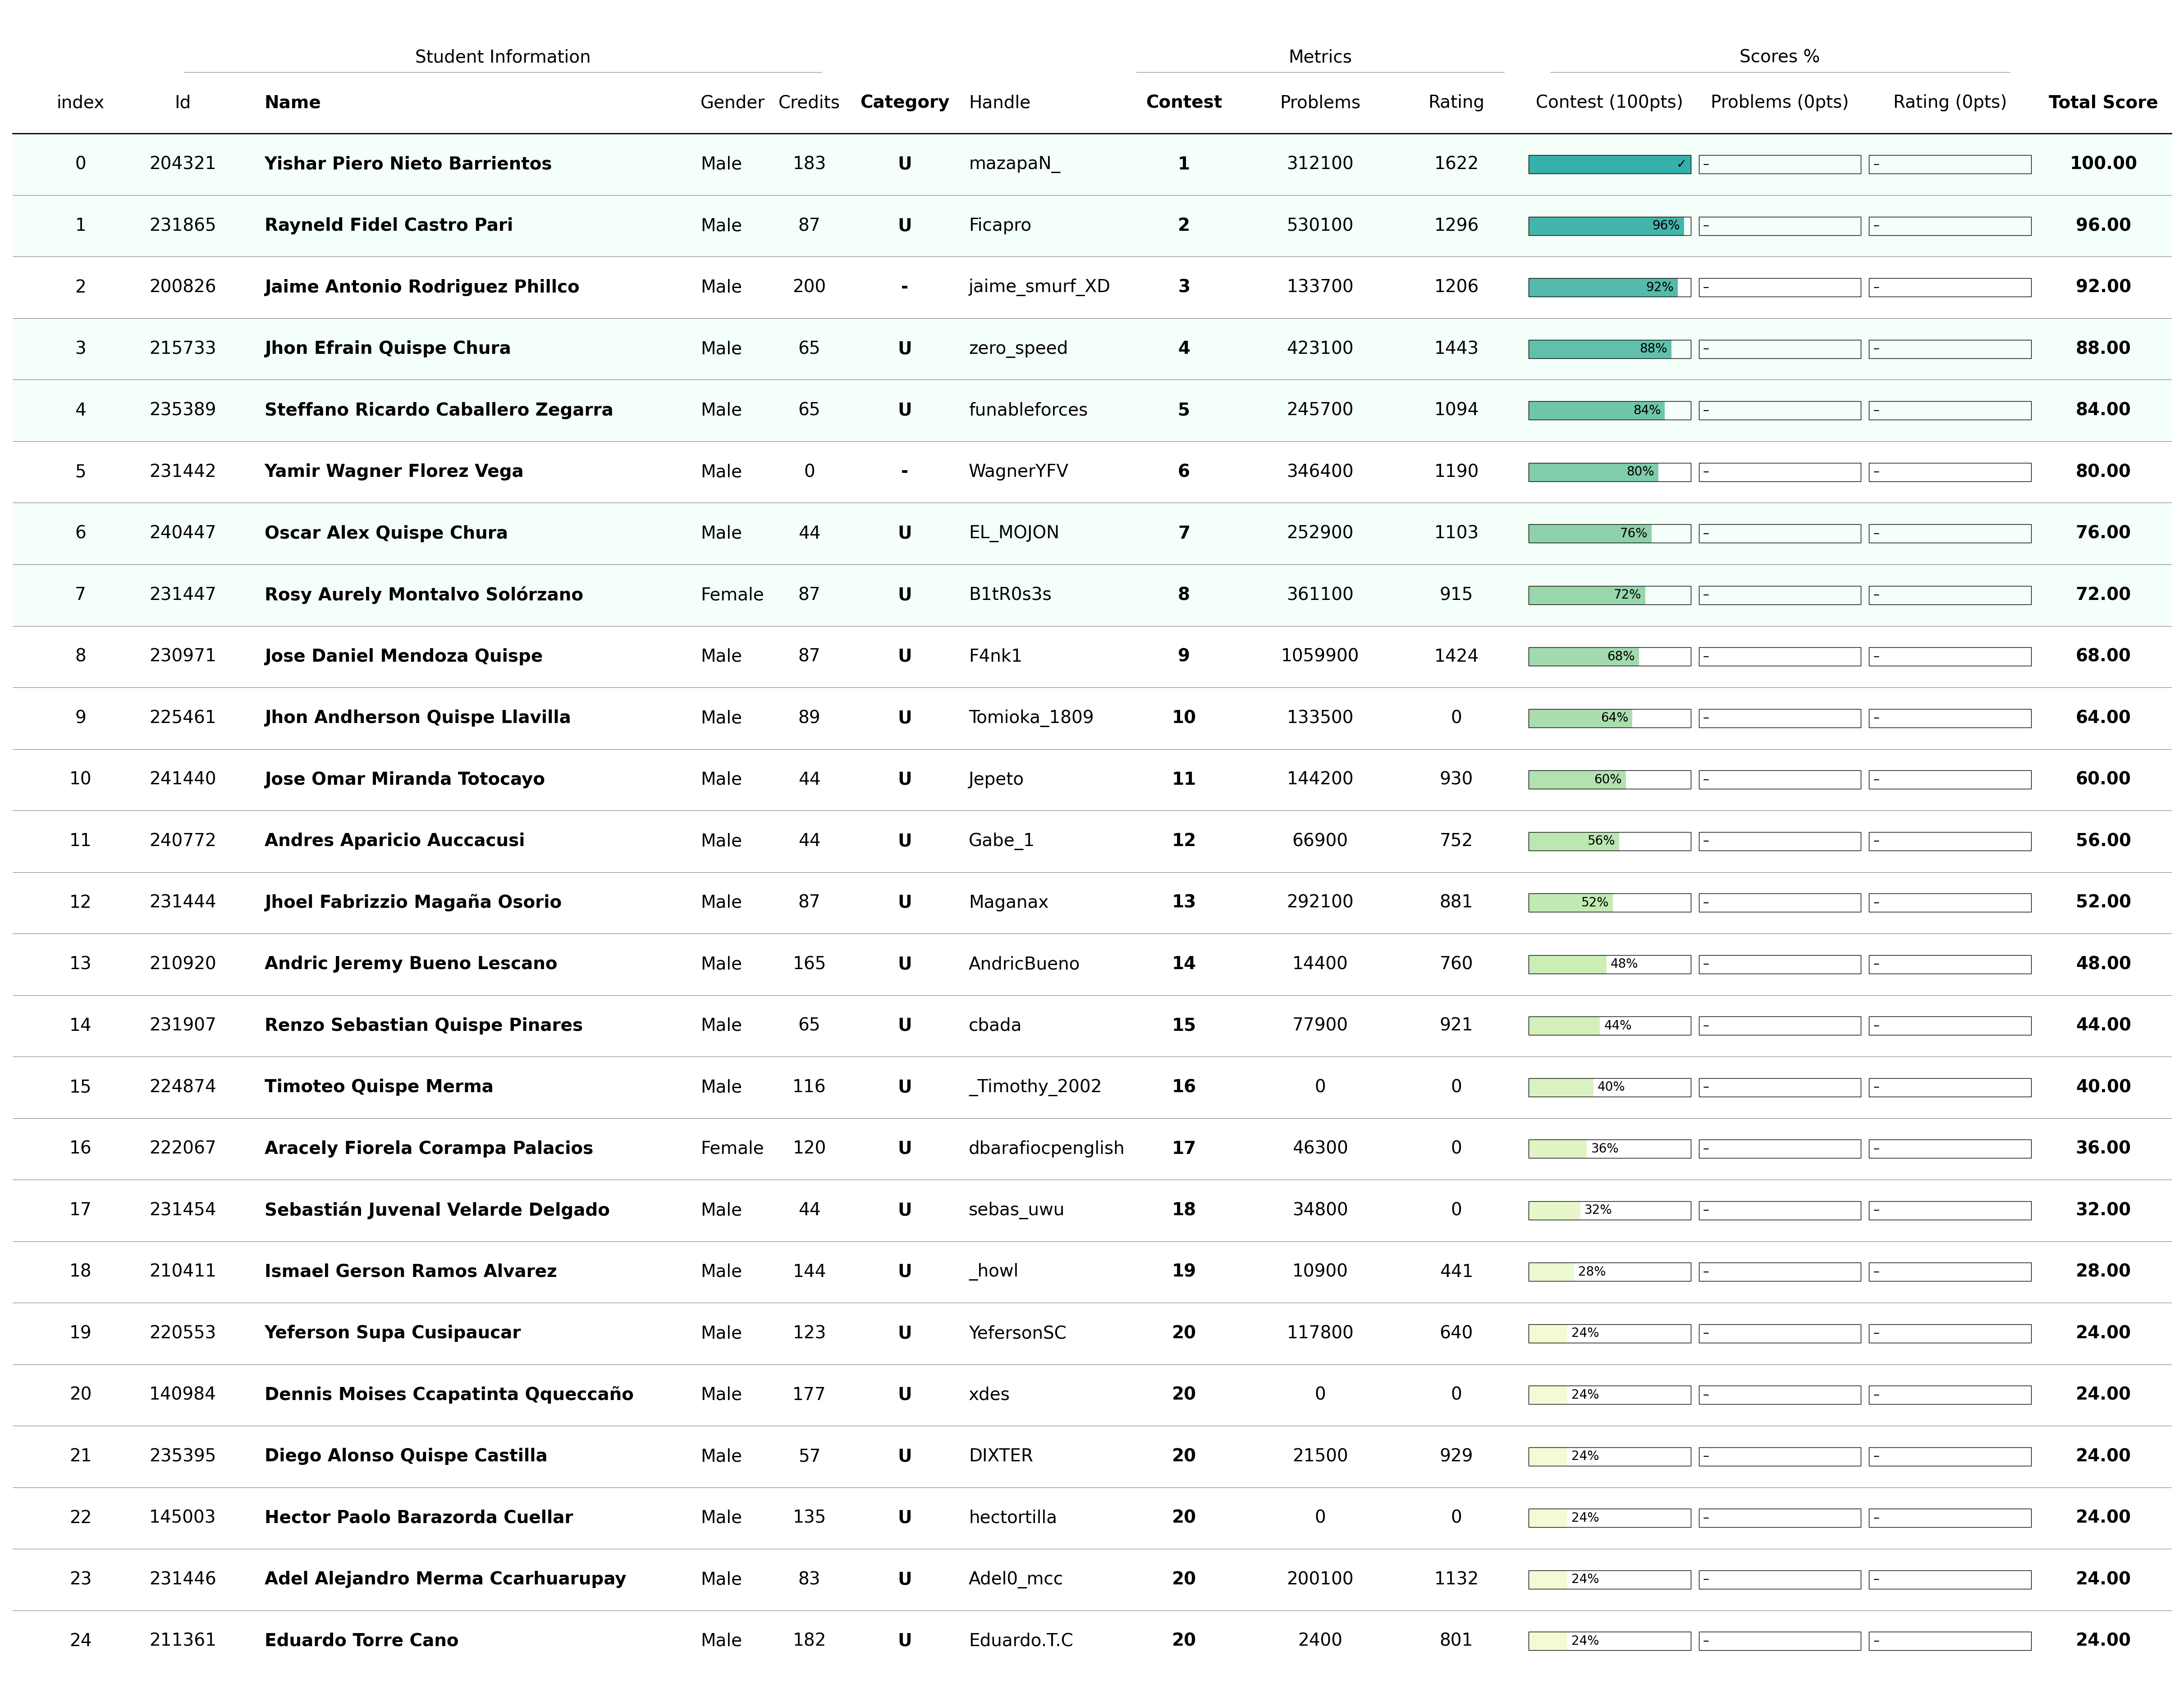 Student Information Metrics Scores %
index Id Name Gender Credits Category Handle Contest Problems Rating Contest (100pts) Problems (0pts) Rating (0pts) Total Score
0 204321 Yishar Piero Nieto Barrientos Male 183 U mazapaN_ 1 312100 1622 ✓ – – 100.00
1 231865 Rayneld Fidel Castro Pari Male 87 U Ficapro 2 530100 1296 96% – – 96.00
2 200826 Jaime Antonio Rodriguez Phillco Male 200 - jaime_smurf_XD 3 133700 1206 92% – – 92.00
3 215733 Jhon Efrain Quispe Chura Male 65 U zero_speed 4 423100 1443 88% – – 88.00
4 235389 Steffano Ricardo Caballero Zegarra Male 65 U funableforces 5 245700 1094 84% – – 84.00
5 231442 Yamir Wagner Florez Vega Male 0 - WagnerYFV 6 346400 1190 80% – – 80.00
6 240447 Oscar Alex Quispe Chura Male 44 U EL_MOJON 7 252900 1103 76% – – 76.00
7 231447 Rosy Aurely Montalvo Solórzano Female 87 U B1tR0s3s 8 361100 915 72% – – 72.00
8 230971 Jose Daniel Mendoza Quispe Male 87 U F4nk1 9 1059900 1424 68% – – 68.00
9 225461 Jhon Andherson Quispe Llavilla Male 89 U Tomioka_1809 10 133500 0 64% – – 64.00
10 241440 Jose Omar Miranda Totocayo Male 44 U Jepeto 11 144200 930 60% – – 60.00
11 240772 Andres Aparicio Auccacusi Male 44 U Gabe_1 12 66900 752 56% – – 56.00
12 231444 Jhoel Fabrizzio Magaña Osorio Male 87 U Maganax 13 292100 881 52% – – 52.00
13 210920 Andric Jeremy Bueno Lescano Male 165 U AndricBueno 14 14400 760 48% – – 48.00
14 231907 Renzo Sebastian Quispe Pinares Male 65 U cbada 15 77900 921 44% – – 44.00
15 224874 Timoteo Quispe Merma Male 116 U _Timothy_2002 16 0 0 40% – – 40.00
16 222067 Aracely Fiorela Corampa Palacios Female 120 U dbarafiocpenglish 17 46300 0 36% – – 36.00
17 231454 Sebastián Juvenal Velarde Delgado Male 44 U sebas_uwu 18 34800 0 32% – – 32.00
18 210411 Ismael Gerson Ramos Alvarez Male 144 U _howl 19 10900 441 28% – – 28.00
19 220553 Yeferson Supa Cusipaucar Male 123 U YefersonSC 20 117800 640 24% – – 24.00
20 140984 Dennis Moises Ccapatinta Qqueccaño Male 177 U xdes 20 0 0 24% – – 24.00
21 235395 Diego Alonso Quispe Castilla Male 57 U DIXTER 20 21500 929 24% – – 24.00
22 145003 Hector Paolo Barazorda Cuellar Male 135 U hectortilla 20 0 0 24% – – 24.00
23 231446 Adel Alejandro Merma Ccarhuarupay Male 83 U Adel0_mcc 20 200100 1132 24% – – 24.00
24 211361 Eduardo Torre Cano Male 182 U Eduardo.T.C 20 2400 801 24% – – 24.00